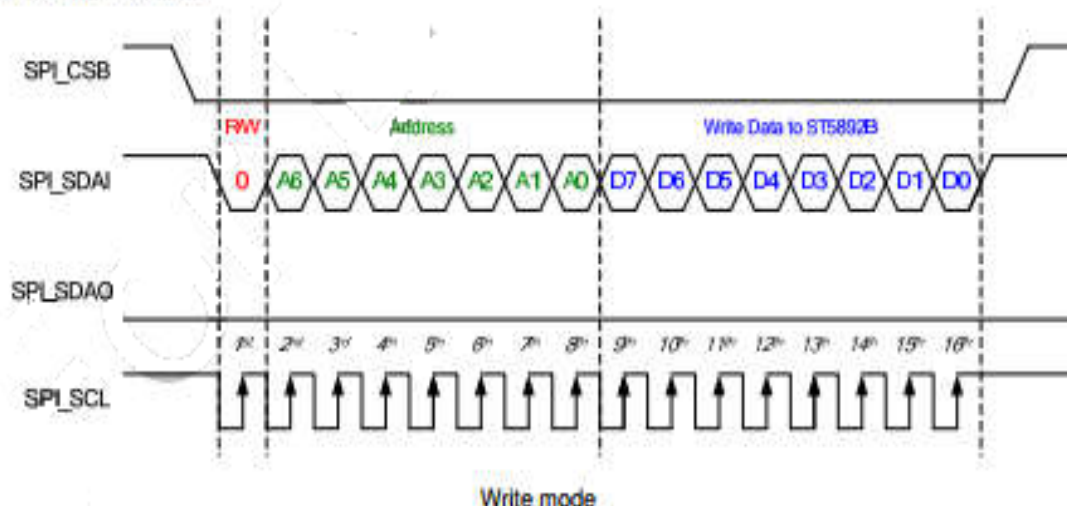 SPI_CSB
R/W Address Write Data to ST5892B
SPI_SDAI 0 A6 A5 A4 A3 A2 A1 A0 D7 D6 D5 D4 D3 D2 D1 D0
SPI_SDAO
1st 2nd 3rd 4th 5th 6th 7th 8th 9th 10th 11th 12th 13th 14th 15th 16th
SPI_SCL
Write mode